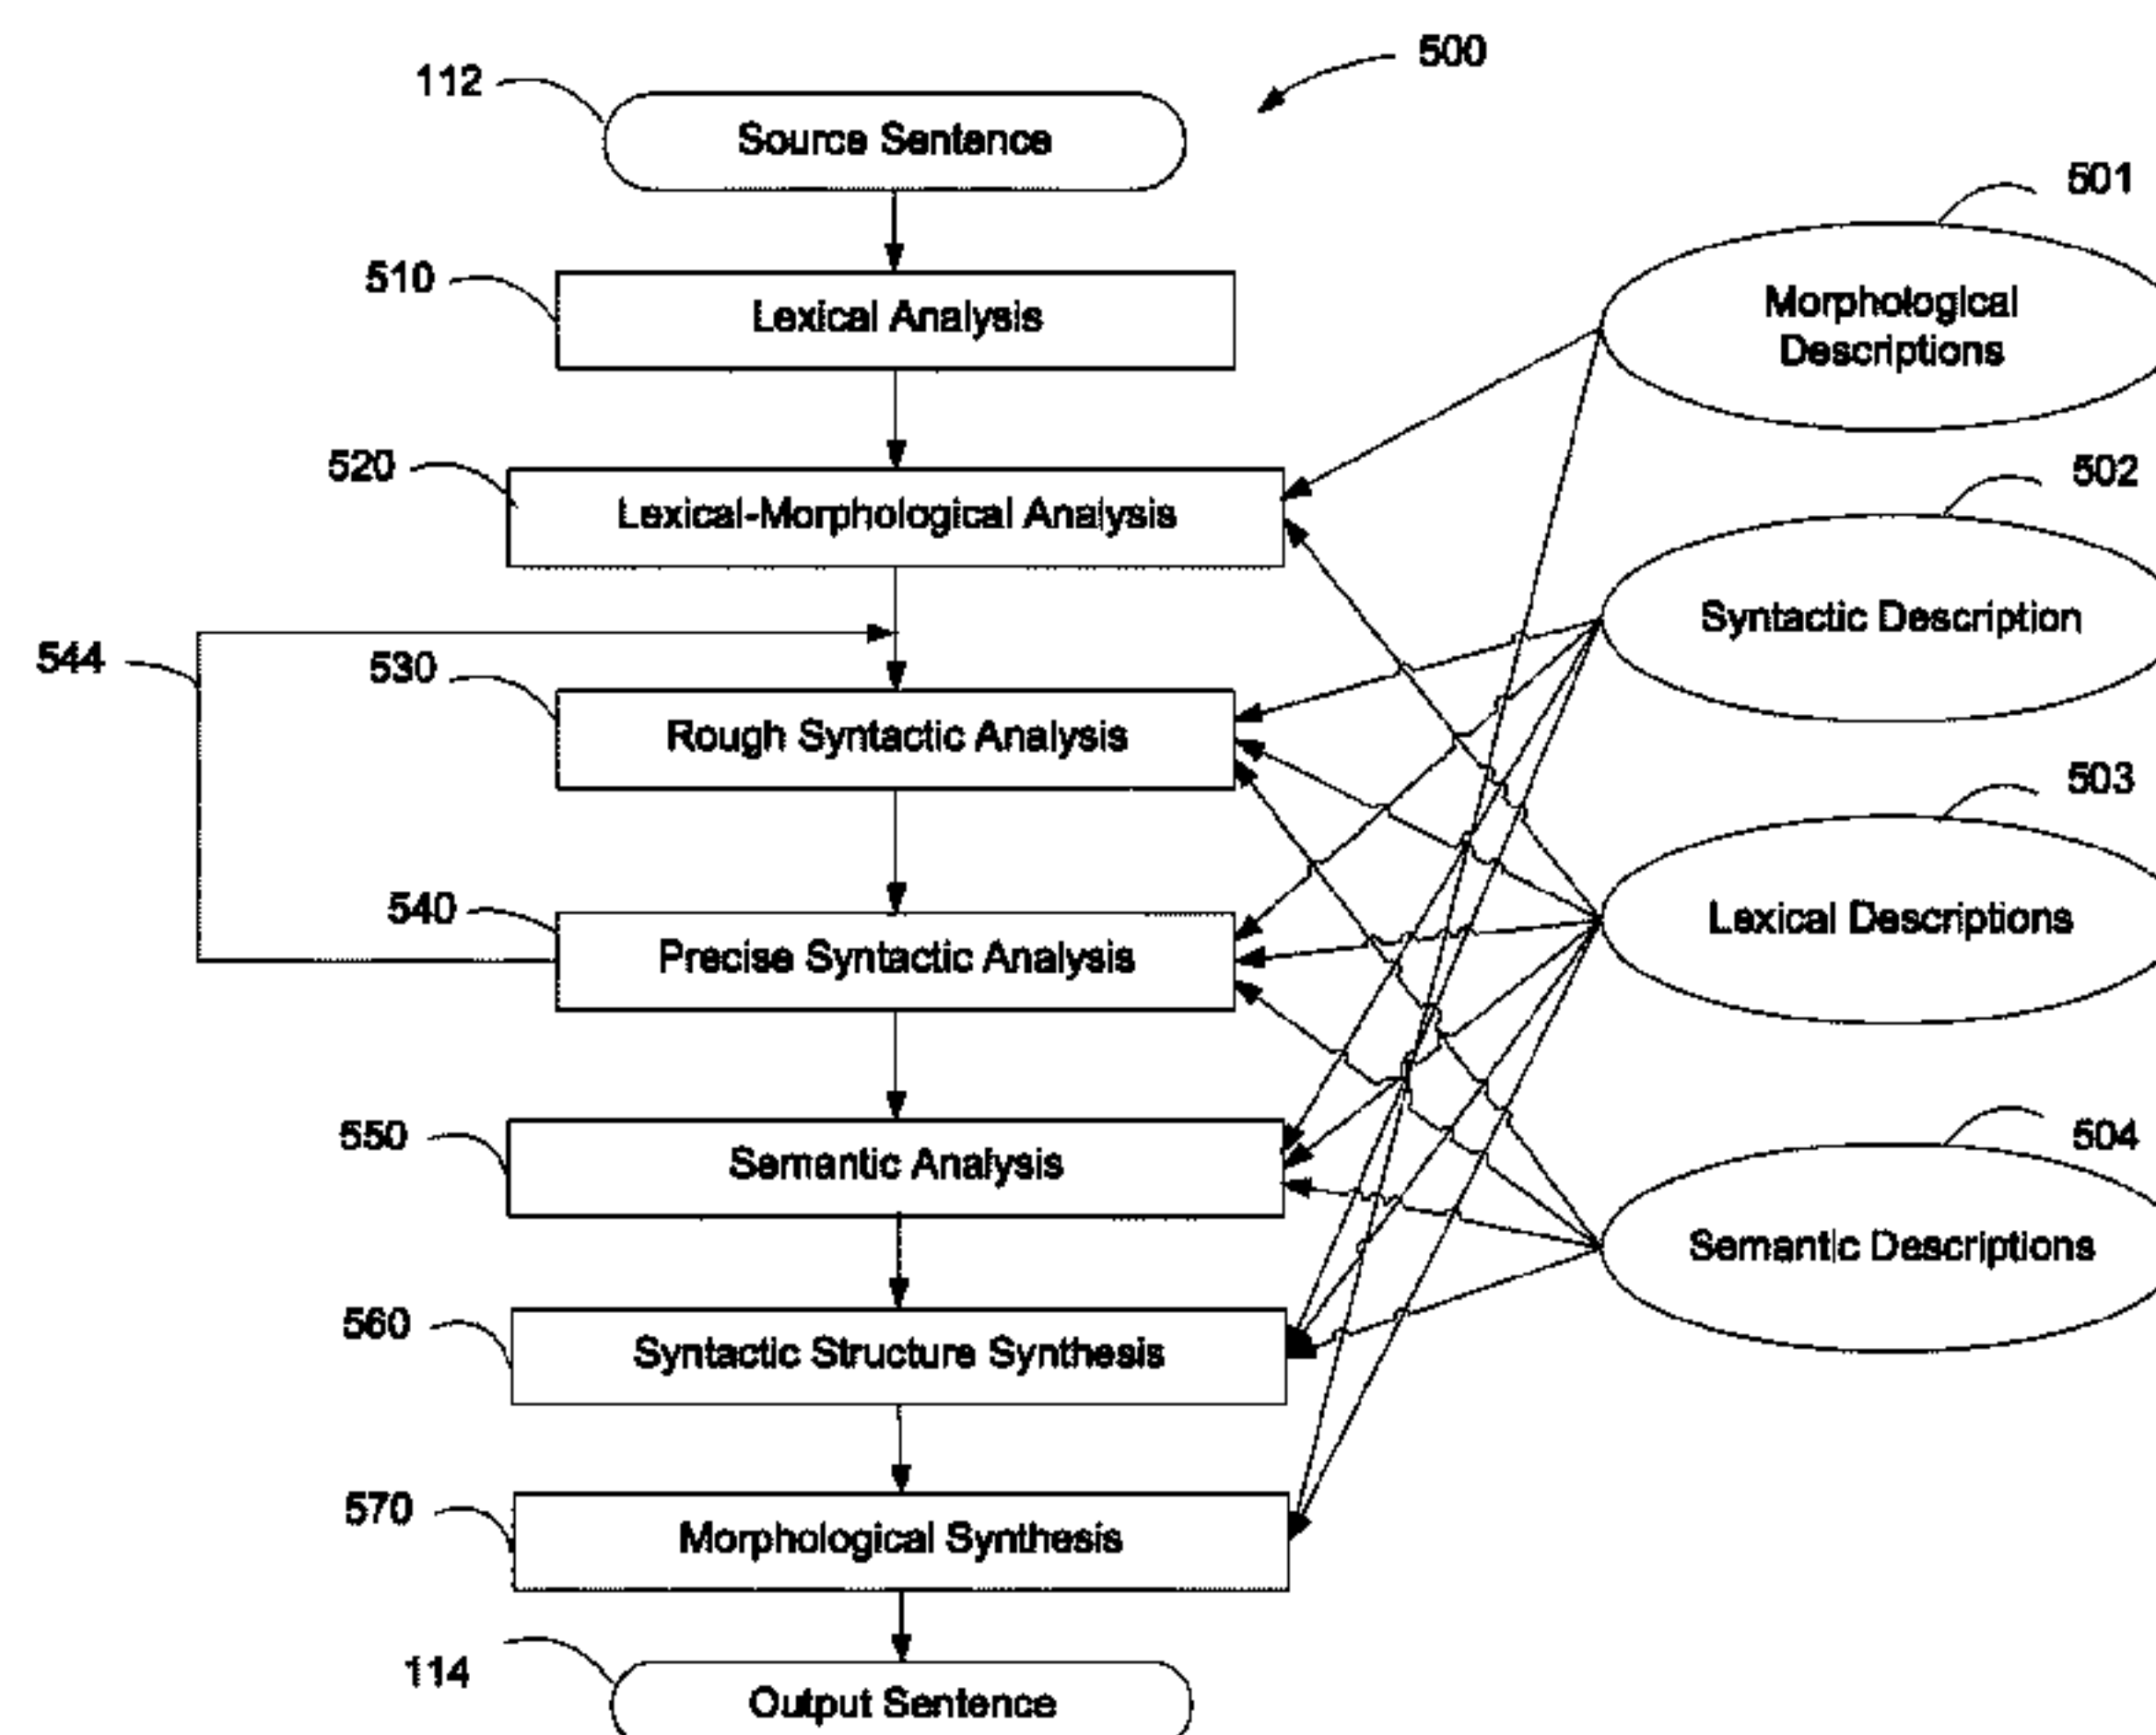 500
112
Source Sentence
501
510
Lexical Analysis
Morphological
Descriptions
520
Lexical-Morphological Analysis
502
544
530
Rough Syntactic Analysis
Syntactic Description
503
540
Precise Syntactic Analysis
Lexical Descriptions
550
Semantic Analysis
504
Semantic Descriptions
560
Syntactic Structure Synthesis
570
Morphological Synthesis
114
Output Sentence